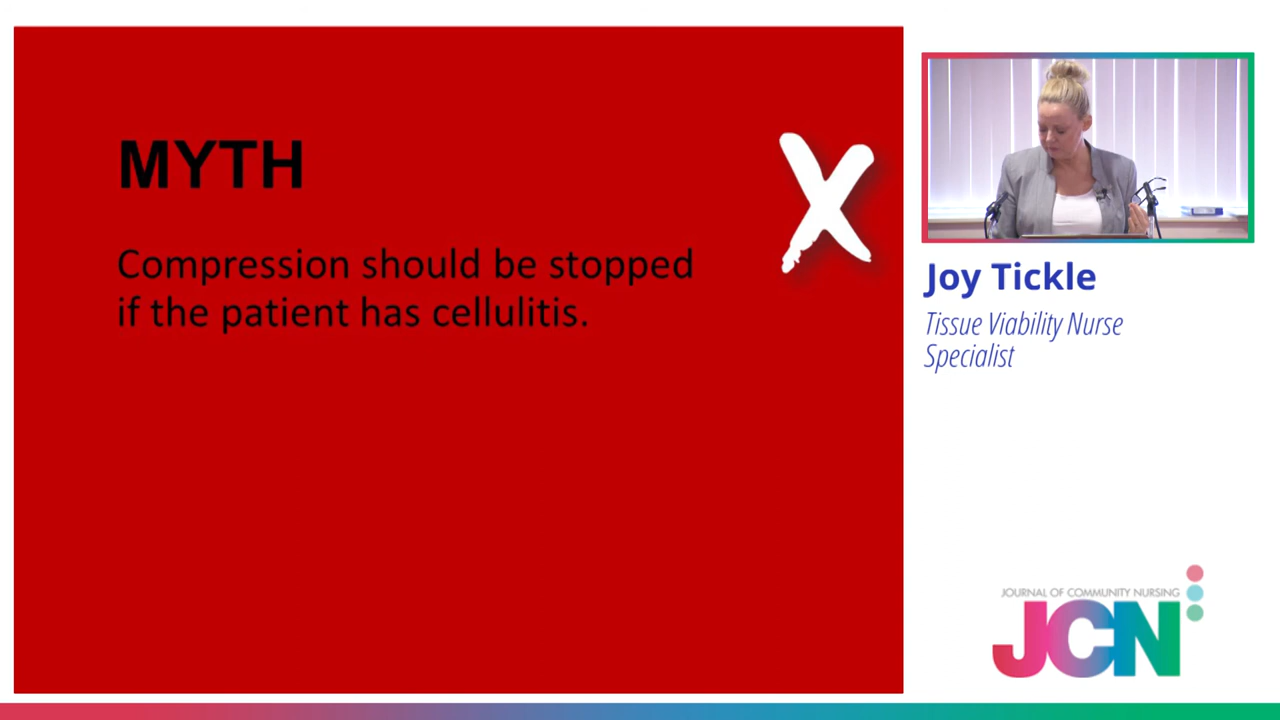 MYTH
Compression should be stopped
if the patient has cellulitis.
Joy Tickle
Tissue Viability Nurse
Specialist
JOURNAL OF COMMUNITY NURSING
JCN